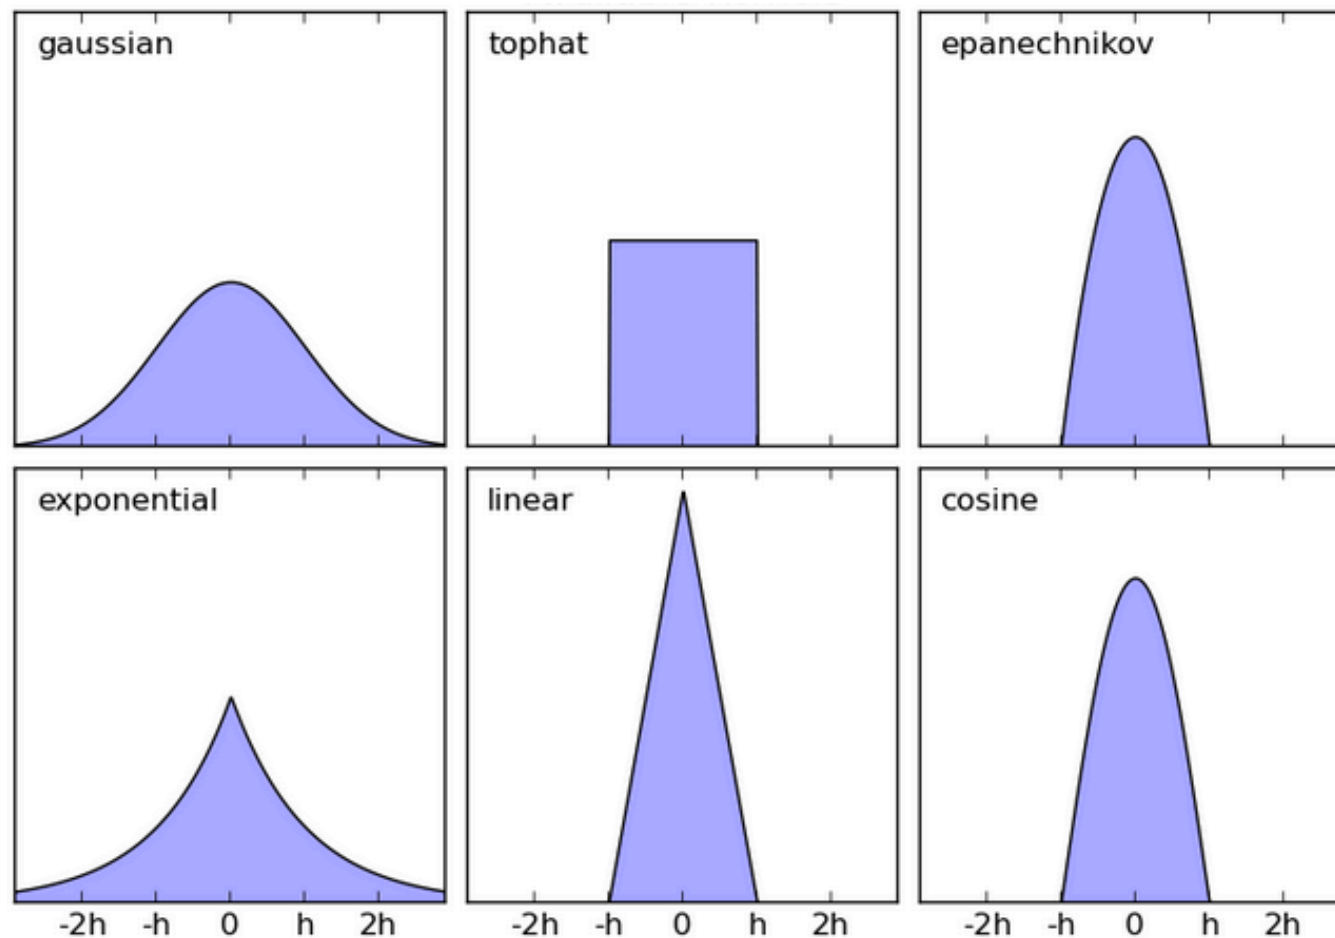 gaussian
tophat
epanechnikov
exponential
linear
cosine
-2h -h 0 h 2h
-2h -h 0 h 2h
-2h -h 0 h 2h